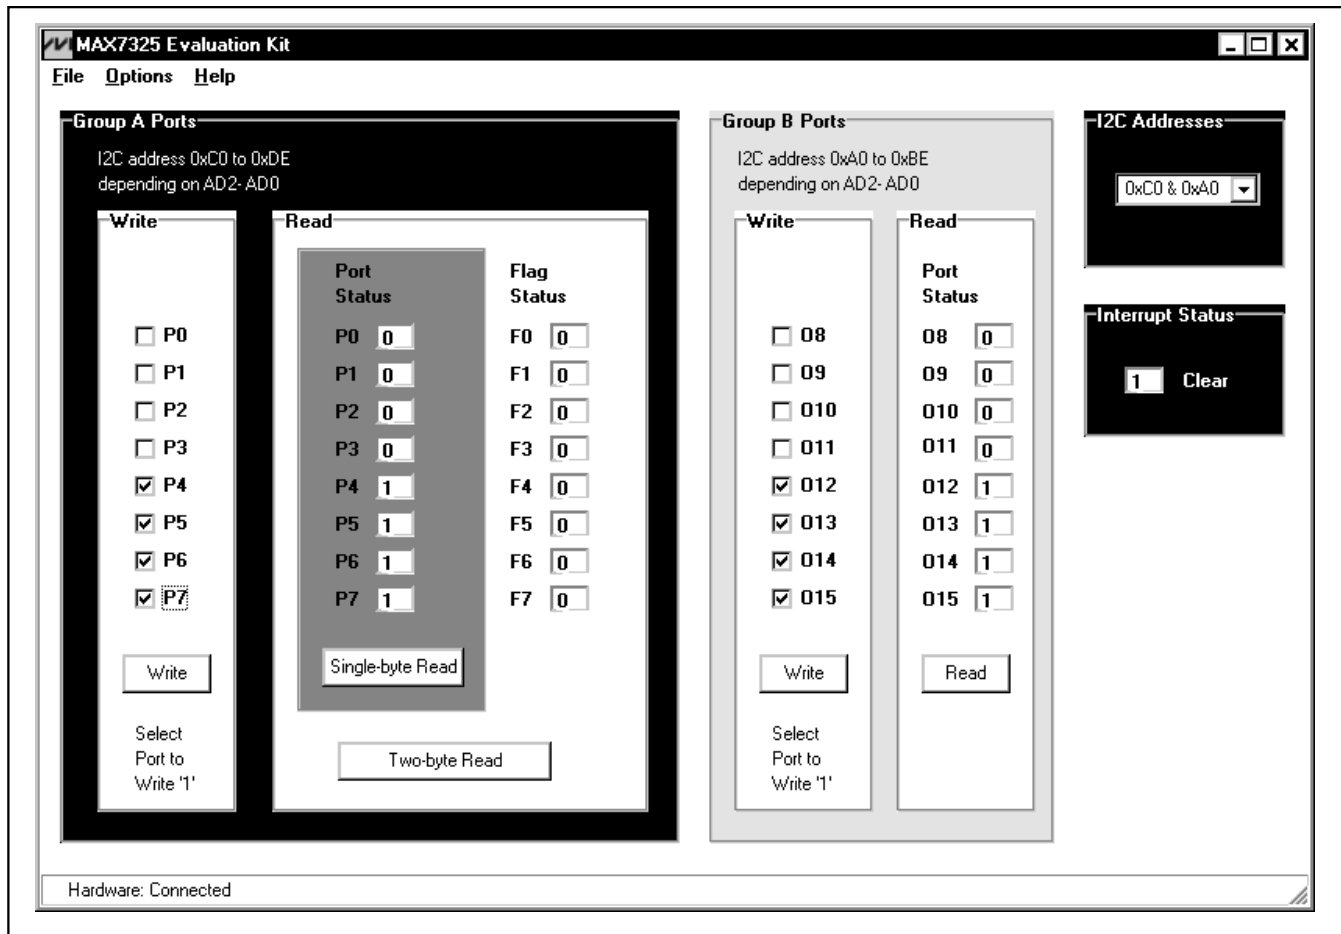 MAX7325 Evaluation Kit
File Options Help
Group A Ports
I2C address 0xC0 to 0xDE
depending on AD2- AD0
Write
P0
P1
P2
P3
P4
P5
P6
P7
Write
Select
Port to
Write '1'
Read
Port
Status
P0 0
P1 0
P2 0
P3 0
P4 1
P5 1
P6 1
P7 1
Single-byte Read
Flag
Status
F0 0
F1 0
F2 0
F3 0
F4 0
F5 0
F6 0
F7 0
Two-byte Read
Group B Ports
I2C address 0xA0 to 0xBE
depending on AD2- AD0
Write
O8
O9
O10
O11
O12
O13
O14
O15
Write
Select
Port to
Write '1'
Read
Port
Status
O8 0
O9 0
O10 0
O11 0
O12 1
O13 1
O14 1
O15 1
Read
I2C Addresses
0xC0 & 0xA0
Interrupt Status
1 Clear
Hardware: Connected